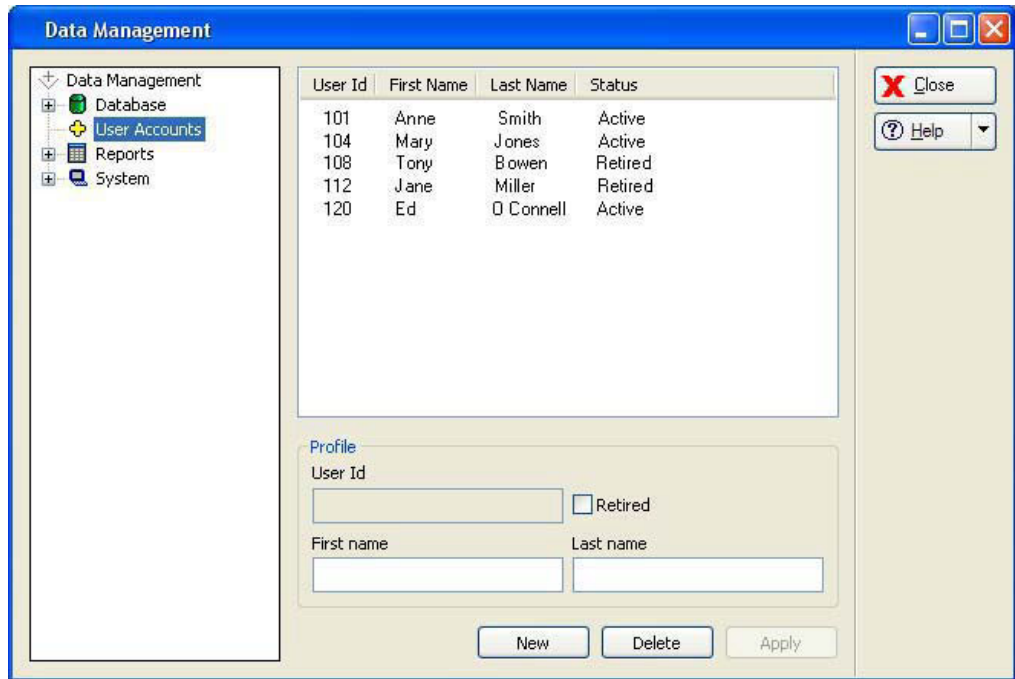 Data Management
Data Management
Database
User Accounts
Reports
System
User Id First Name Last Name Status
101 Anne Smith Active
104 Mary Jones Active
108 Tony Bowen Retired
112 Jane Miller Retired
120 Ed O Connell Active
Profile
User Id
Retired
First name Last name
New Delete Apply
Close
Help